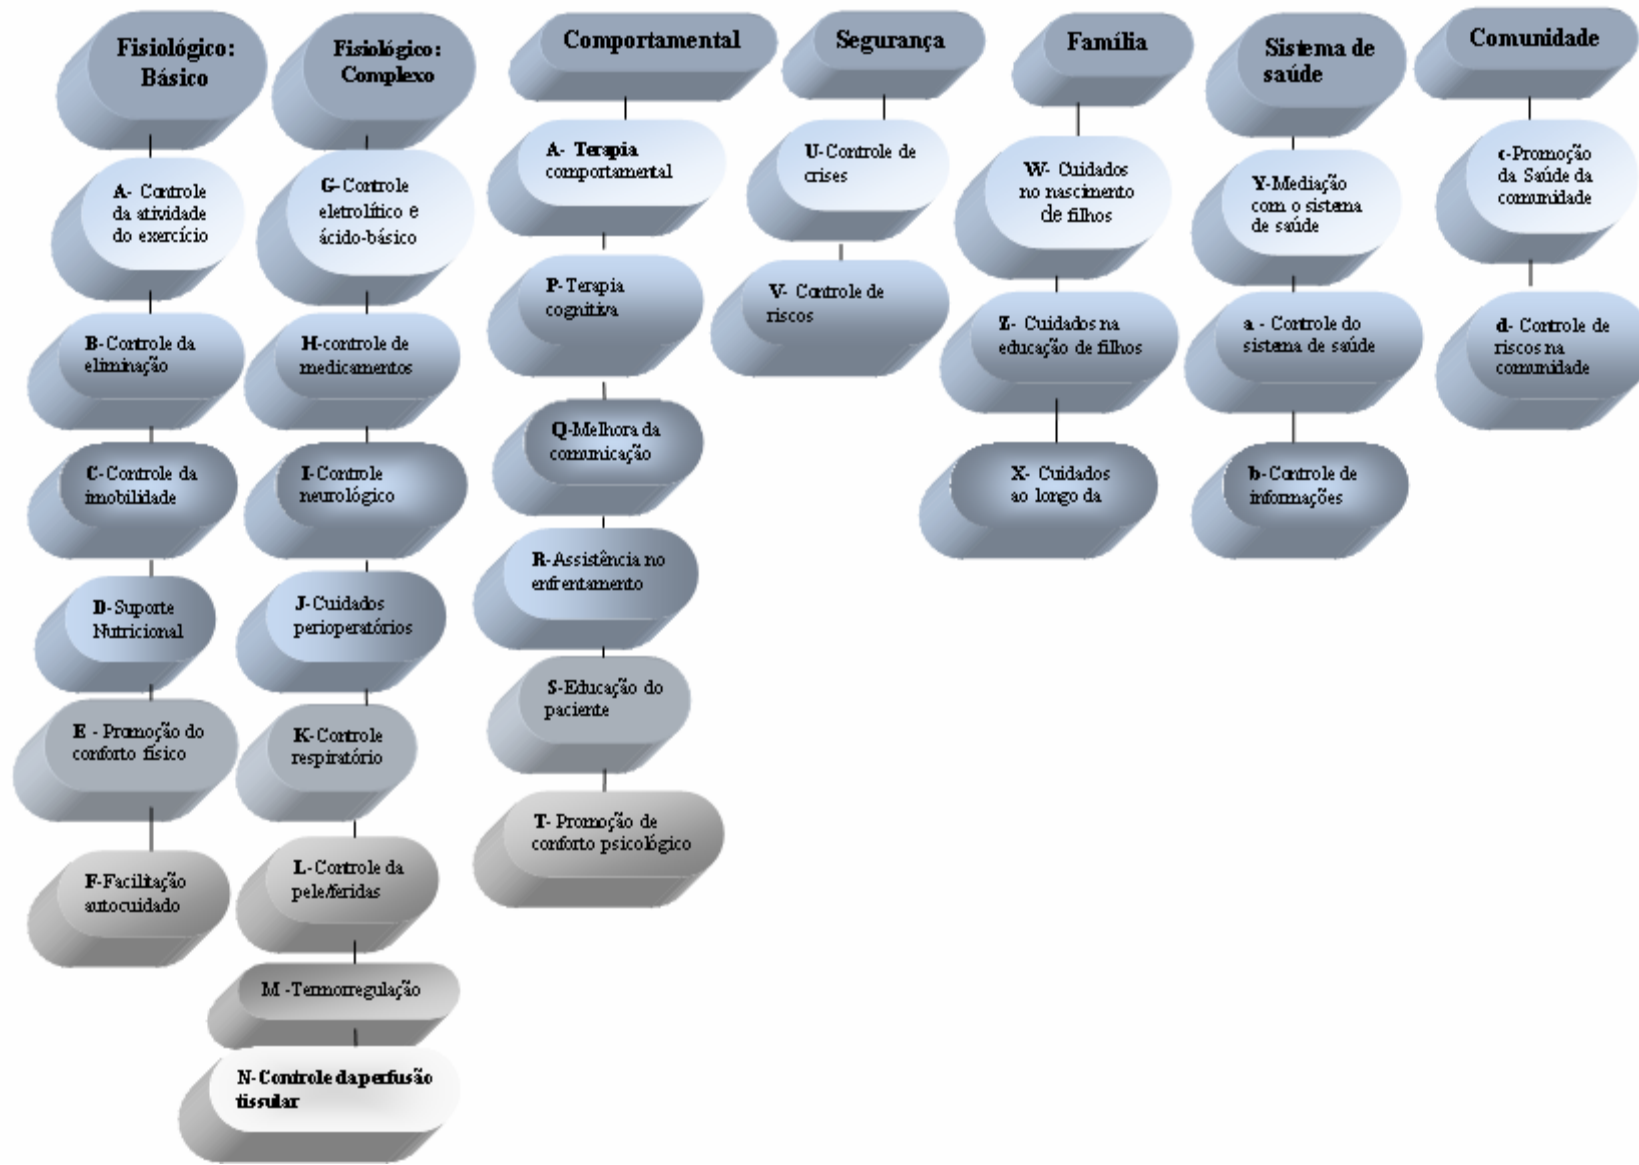 Fisiológico:
Básico
A- Controle
da atividade
do exercício
B- Controle da
eliminação
C- Controle da
imobilidade
D- Suporte
Nutricional
E - Promoção do
conforto físico
F-Facilitação
autocuidado
Fisiológico:
Complexo
G- Controle
eletrolítico e
ácido-básico
H-controle de
medicamentos
I-Controle
neurológico
J- Cuidados
perioperatórios
K- Controle
respiratório
L- Controle da
pele/feridas
M -Termorregulação
N- Controle da perfusão
tissular
Comportamental
A- Terapia
comportamental
P- Terapia
cognitiva
Q-Melhora da
comunicação
R-Assistência no
enfrentamento
S-Educação do
paciente
T- Promoção de
conforto psicológico
Segurança
U-Controle de
crises
V- Controle de
riscos
Família
W- Cuidados
no nascimento
de filhos
Z- Cuidados na
educação de filhos
X- Cuidados
ao longo da
Sistema de
saúde
Y-Mediação
com o sistema
de saúde
a - Controle do
sistema de saúde
b-Controle de
informações
Comunidade
c-Promoção
da Saúde da
comunidade
d- Controle de
riscos na
comunidade